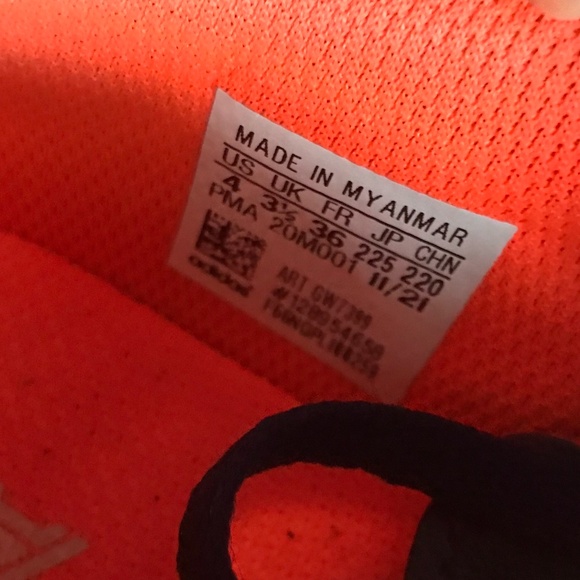 MADE IN MYANMAR
US UK FR JP CHN
4 3½ 36 225 220
PMA 20M001 11/21
adidas
ART GW7399